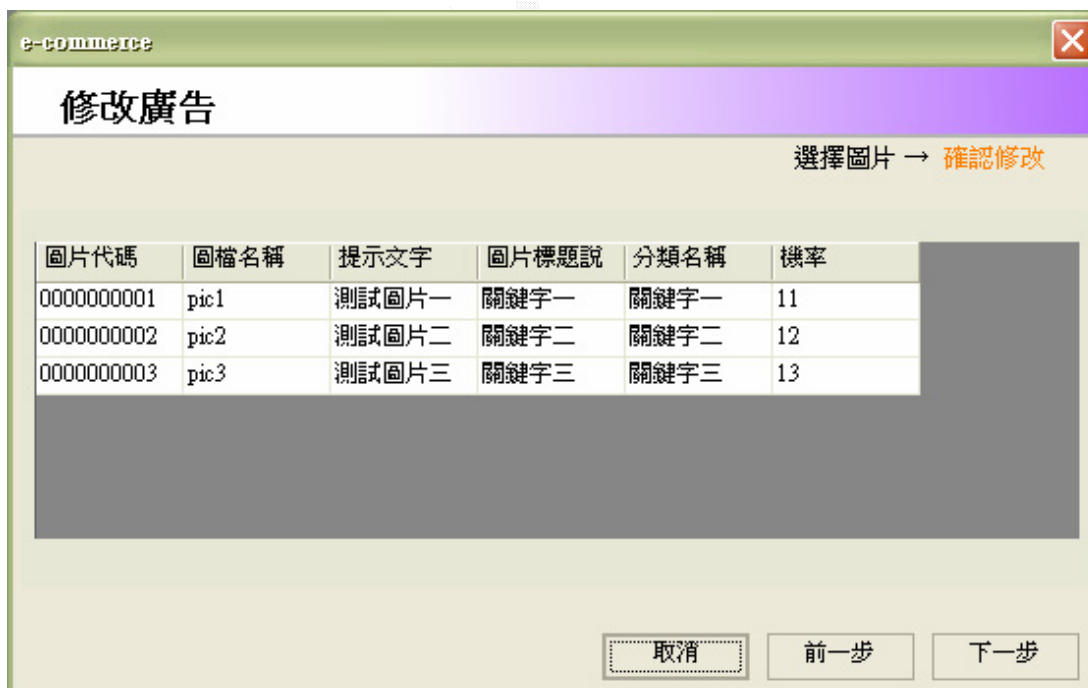 e-commerce
修改廣告
選擇圖片 → 確認修改
圖片代碼 圖檔名稱 提示文字 圖片標題說 分類名稱 機率
0000000001 pic1 測試圖片一 關鍵字一 關鍵字一 11
0000000002 pic2 測試圖片二 關鍵字二 關鍵字二 12
0000000003 pic3 測試圖片三 關鍵字三 關鍵字三 13
取消 前一步 下一步